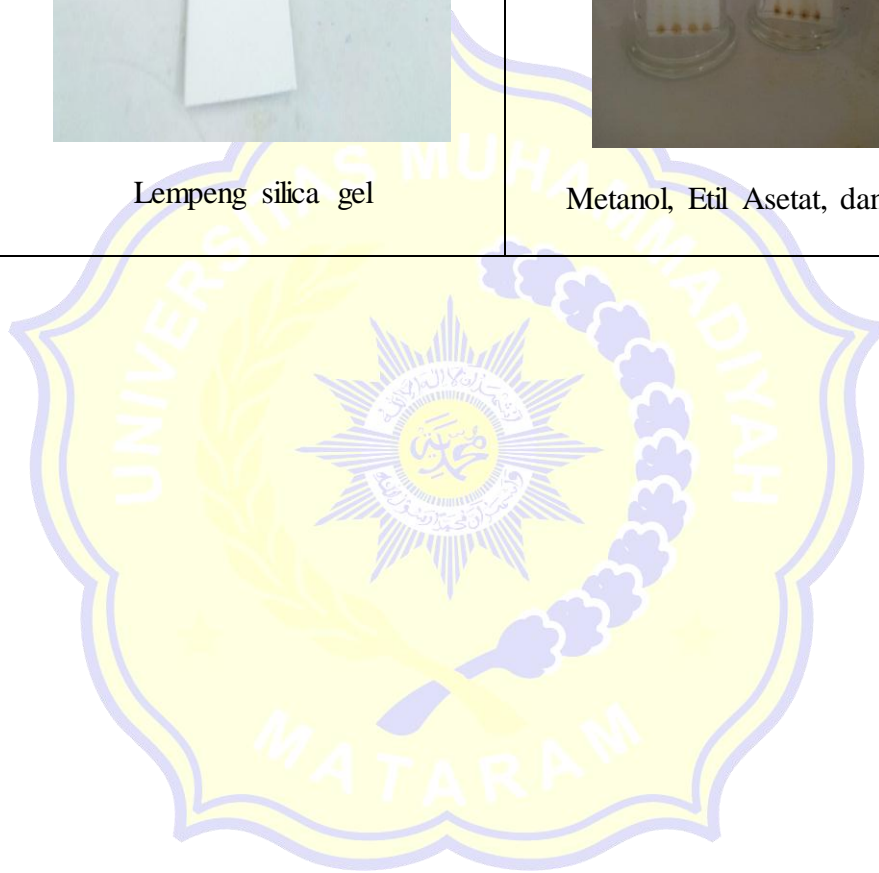 Lempeng silica gel
Metanol, Etil Asetat, dan
UNIVERSITAS MUHAMMADIYAH
MATARAM